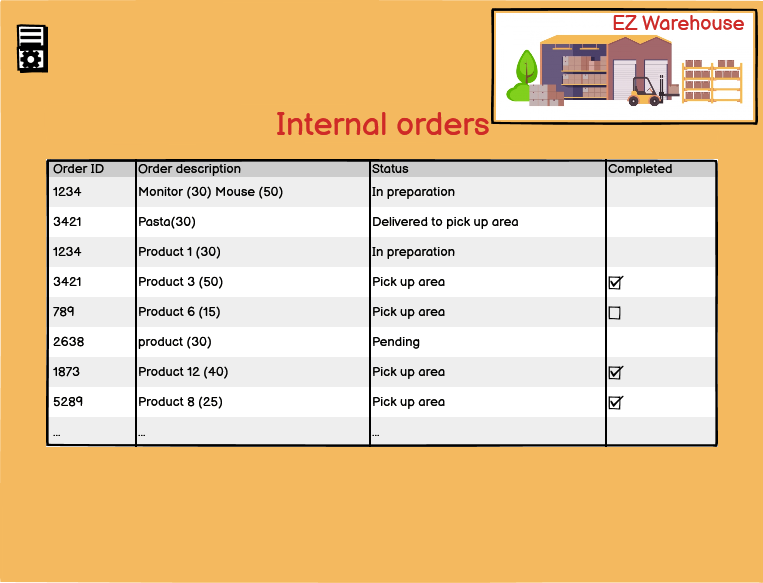 EZ Warehouse
Internal orders
Order ID Order description Status Completed
1234 Monitor (30) Mouse (50) In preparation
3421 Pasta(30) Delivered to pick up area
1234 Product 1 (30) In preparation
3421 Product 3 (50) Pick up area
789 Product 6 (15) Pick up area
2638 product (30) Pending
1873 Product 12 (40) Pick up area
5289 Product 8 (25) Pick up area
... ... ...